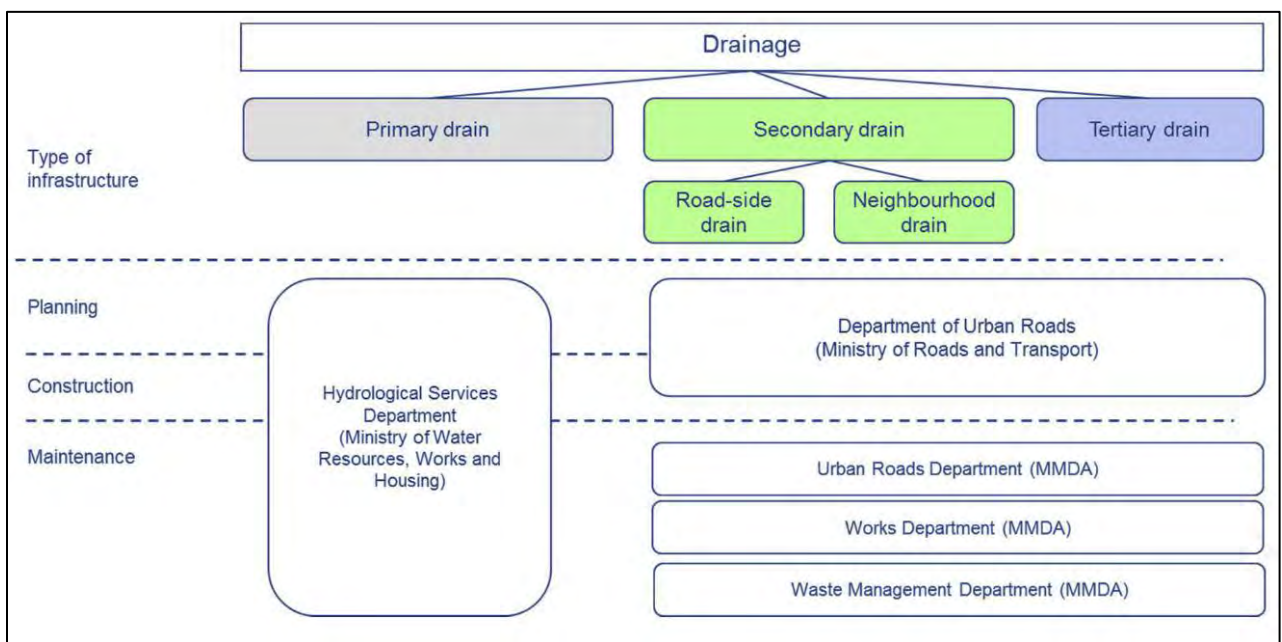 Drainage
Primary drain
Secondary drain
Tertiary drain
Type of
infrastructure
Road-side
drain
Neighbourhood
drain
Planning
Department of Urban Roads
(Ministry of Roads and Transport)
Construction
Hydrological Services
Department
(Ministry of Water
Resources, Works and
Housing)
Maintenance
Urban Roads Department (MMDA)
Works Department (MMDA)
Waste Management Department (MMDA)